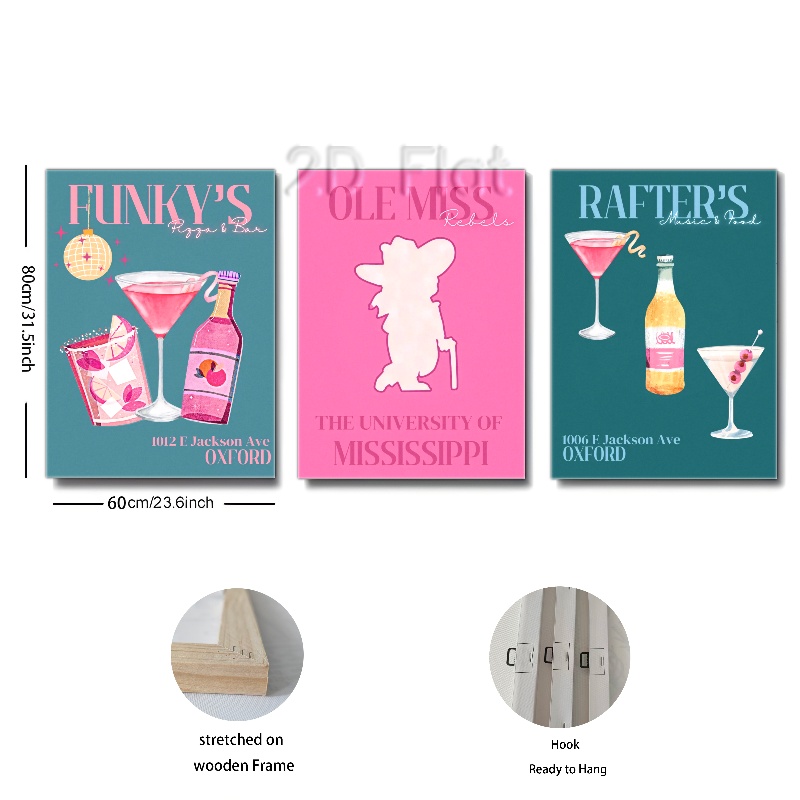 2D Flat
FUNKY'S
Pizza & Bar
1012 E Jackson Ave
OXFORD
OLE MISS
Rebels
THE UNIVERSITY OF
MISSISSIPPI
RAFTER'S
Music & Food
1006 E Jackson Ave
OXFORD
80cm/31.5inch
60cm/23.6inch
stretched on
wooden Frame
Hook
Ready to Hang